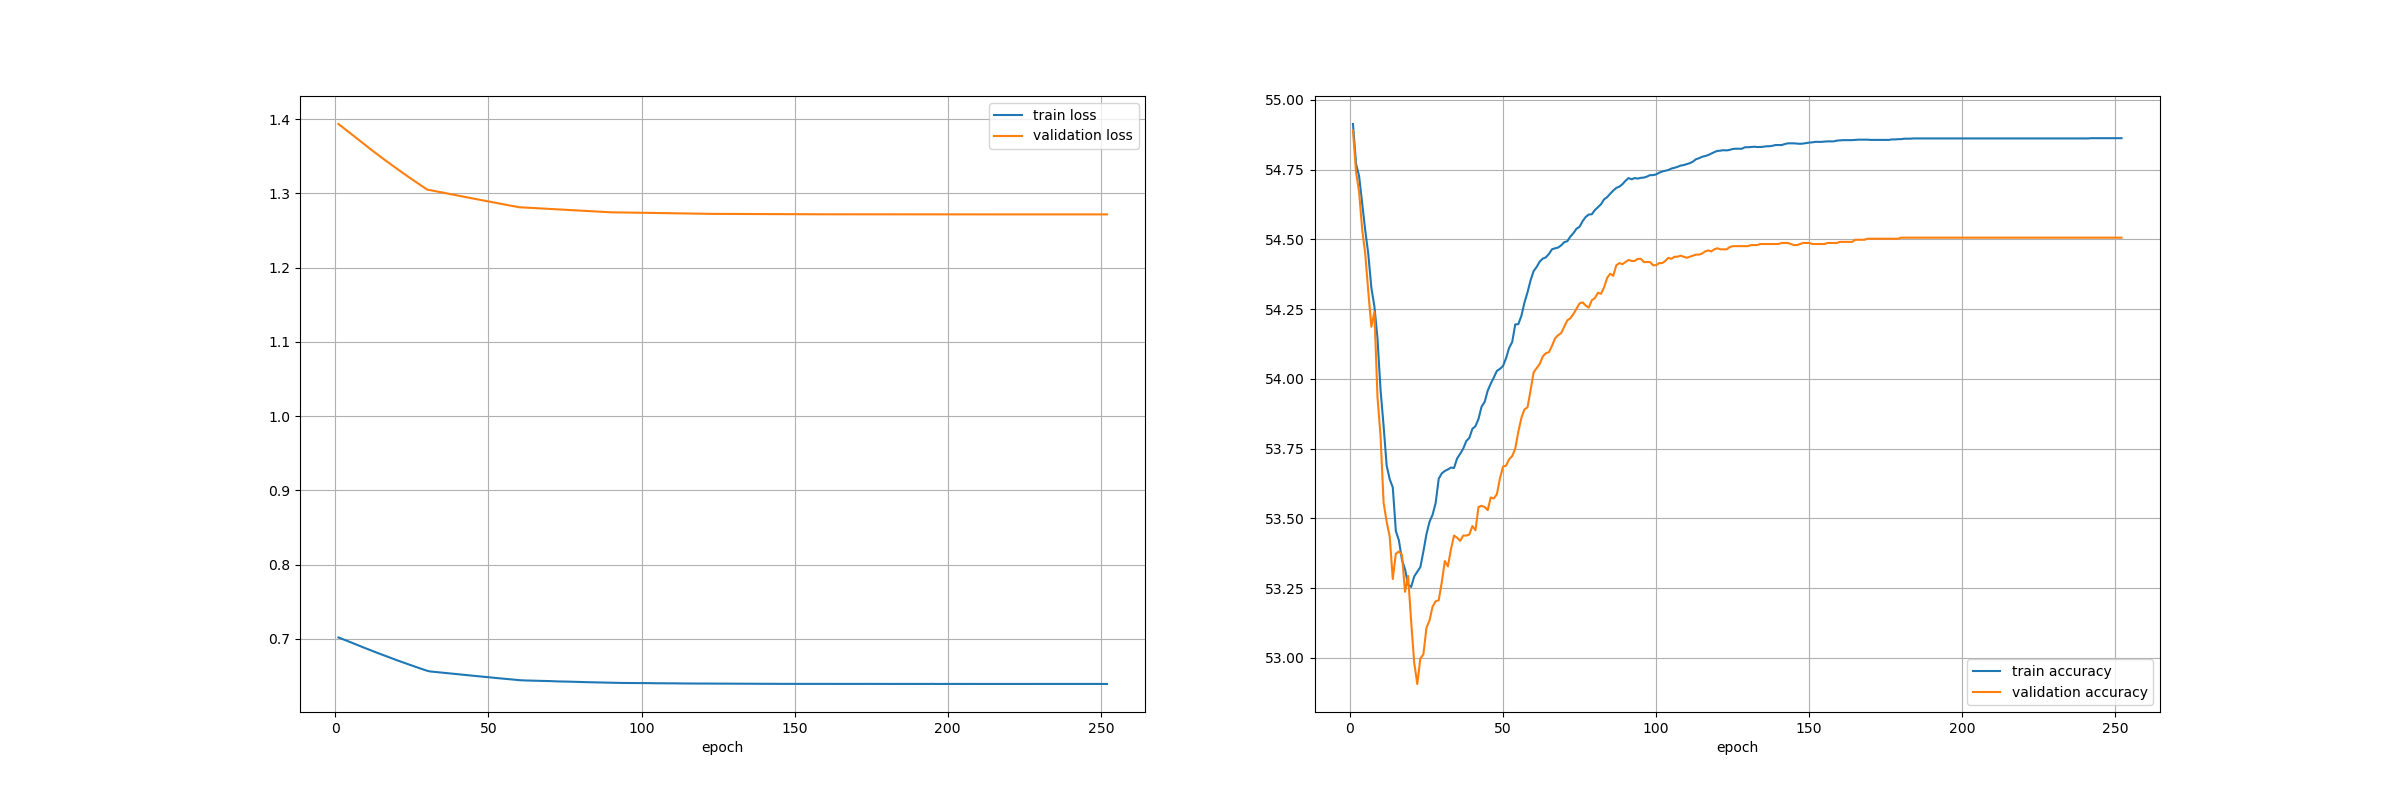 1.4
1.3
1.2
1.1
1.0
0.9
0.8
0.7
0 50 100 150 200 250
epoch
train loss
validation loss
55.00
54.75
54.50
54.25
54.00
53.75
53.50
53.25
53.00
0 50 100 150 200 250
epoch
train accuracy
validation accuracy